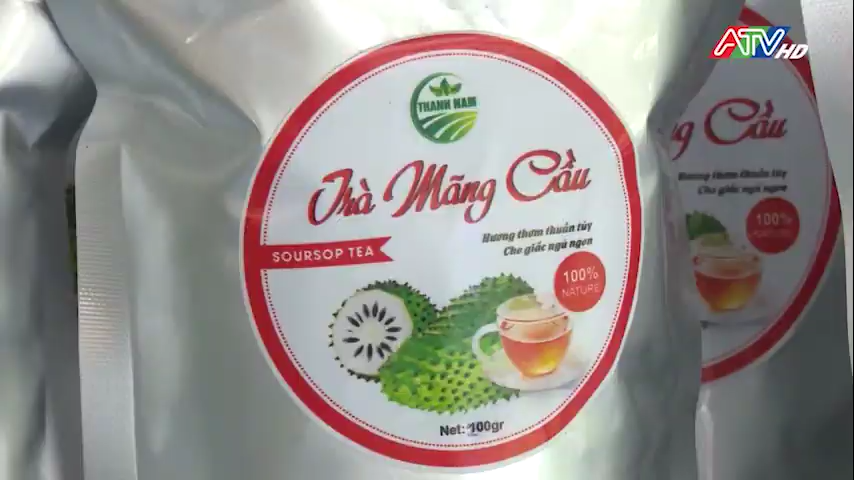 ATV HD
THANH NAM
Trà Mãng Cầu
SOURSOP TEA
Hương thơm thuần túy
Cho giấc ngủ ngon
100%
NATURE
Net: 100gr
Cầu
Hương thơm thuần túy
Cho giấc ngủ ngon
100%
NATURE